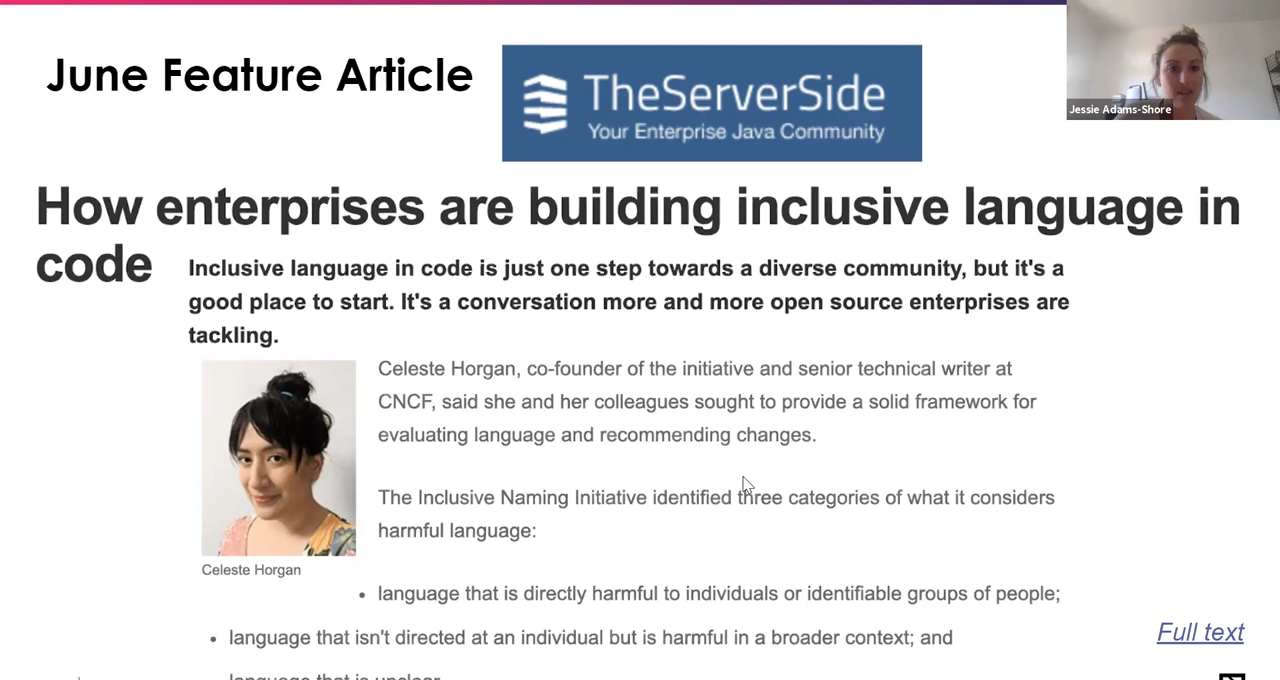 June Feature Article
TheServerSide
Your Enterprise Java Community
Jessie Adams-Shore
How enterprises are building inclusive language in
code
Inclusive language in code is just one step towards a diverse community, but it's a
good place to start. It's a conversation more and more open source enterprises are
tackling.
Celeste Horgan, co-founder of the initiative and senior technical writer at
CNCF, said she and her colleagues sought to provide a solid framework for
evaluating language and recommending changes.
The Inclusive Naming Initiative identified three categories of what it considers
harmful language:
Celeste Horgan
• language that is directly harmful to individuals or identifiable groups of people;
• language that isn't directed at an individual but is harmful in a broader context; and
language that is unclear
Full text